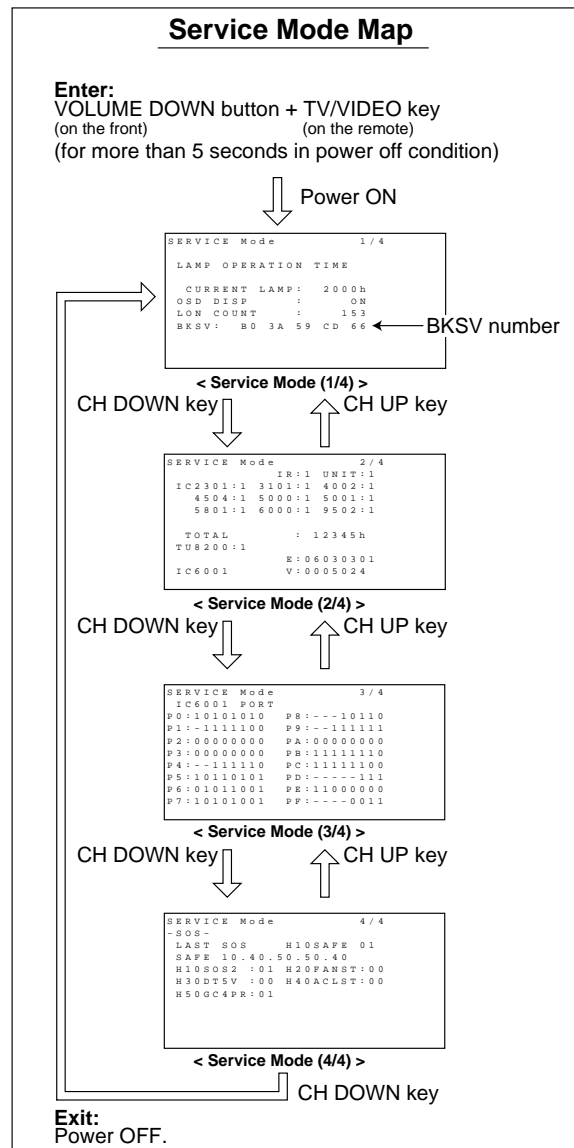 Service Mode Map
Enter:
VOLUME DOWN button + TV/VIDEO key
(on the front) (on the remote)
(for more than 5 seconds in power off condition)
Power ON
SERVICE Mode 1/4
LAMP OPERATION TIME
CURRENT LAMP: 2000h
OSD DISP : ON
LON COUNT : 153
BKSV: B0 3A 59 CD 66
BKSV number
< Service Mode (1/4) >
CH DOWN key CH UP key
SERVICE Mode 2/4
IR:1 UNIT:1
IC2301:1 3101:1 4002:1
4504:1 5000:1 5001:1
5801:1 6000:1 9502:1
TOTAL : 12345h
TU8200:1
E:06030301
IC6001 V:0005024
< Service Mode (2/4) >
CH DOWN key CH UP key
SERVICE Mode 3/4
IC6001 PORT
P0:10101010 P8:---10110
P1:-1111100 P9:--111111
P2:00000000 PA:00000000
P3:00000000 PB:11111110
P4:--111110 PC:11111100
P5:10110101 PD:-----111
P6:01011001 PE:11000000
P7:10101001 PF:----0011
< Service Mode (3/4) >
CH DOWN key CH UP key
SERVICE Mode 4/4
-SOS-
LAST SOS H10SAFE 01
SAFE 10.40.50.50.40
H10SOS2 :01 H20FANST:00
H30DT5V :00 H40ACLST:00
H50GC4PR:01
< Service Mode (4/4) >
CH DOWN key
Exit:
Power OFF.